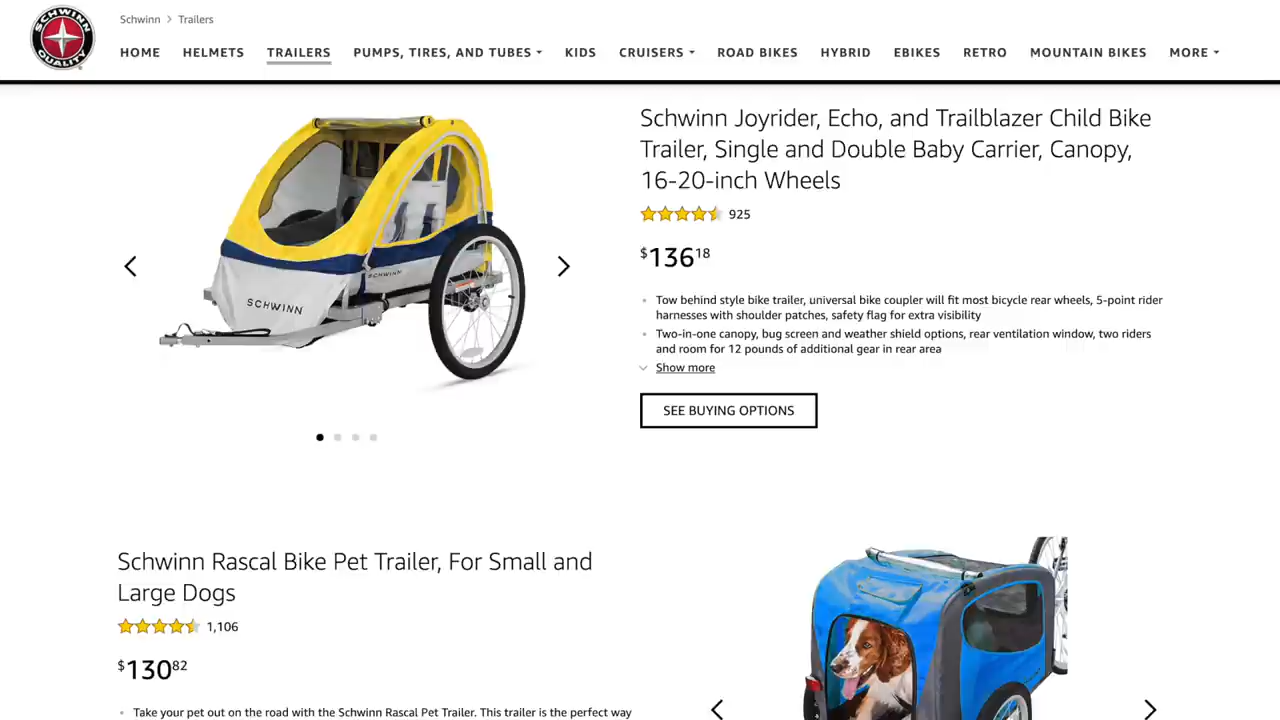 SCHWINN
QUALITY
Schwinn > Trailers
HOME HELMETS TRAILERS PUMPS, TIRES, AND TUBES KIDS CRUISERS ROAD BIKES HYBRID EBIKES RETRO MOUNTAIN BIKES MORE
Schwinn Joyrider, Echo, and Trailblazer Child Bike
Trailer, Single and Double Baby Carrier, Canopy,
16-20-inch Wheels
925
$13618
Tow behind style bike trailer, universal bike coupler will fit most bicycle rear wheels, 5-point rider
harnesses with shoulder patches, safety flag for extra visibility
Two-in-one canopy, bug screen and weather shield options, rear ventilation window, two riders
and room for 12 pounds of additional gear in rear area
Show more
SEE BUYING OPTIONS
SCHWINN
SCHWINN
Schwinn Rascal Bike Pet Trailer, For Small and
Large Dogs
1,106
$13082
Take your pet out on the road with the Schwinn Rascal Pet Trailer. This trailer is the perfect way